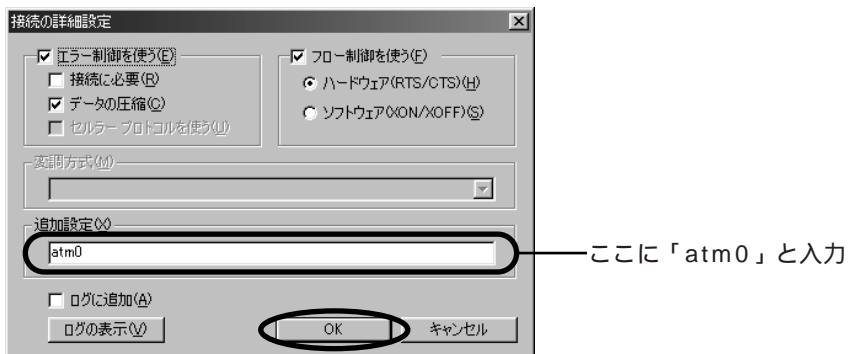 接続の詳細設定
エラー制御を使う(E)
接続に必要(R)
データの圧縮(C)
セルラー プロトコルを使う(U)
フロー制御を使う(F)
ハードウェア(RTS/CTS)(H)
ソフトウェア(XON/XOFF)(S)
変調方式(M)
追加設定(X)
atm0
ここに「atm0」と入力
ログに追加(A)
ログの表示(V)
OK
キャンセル